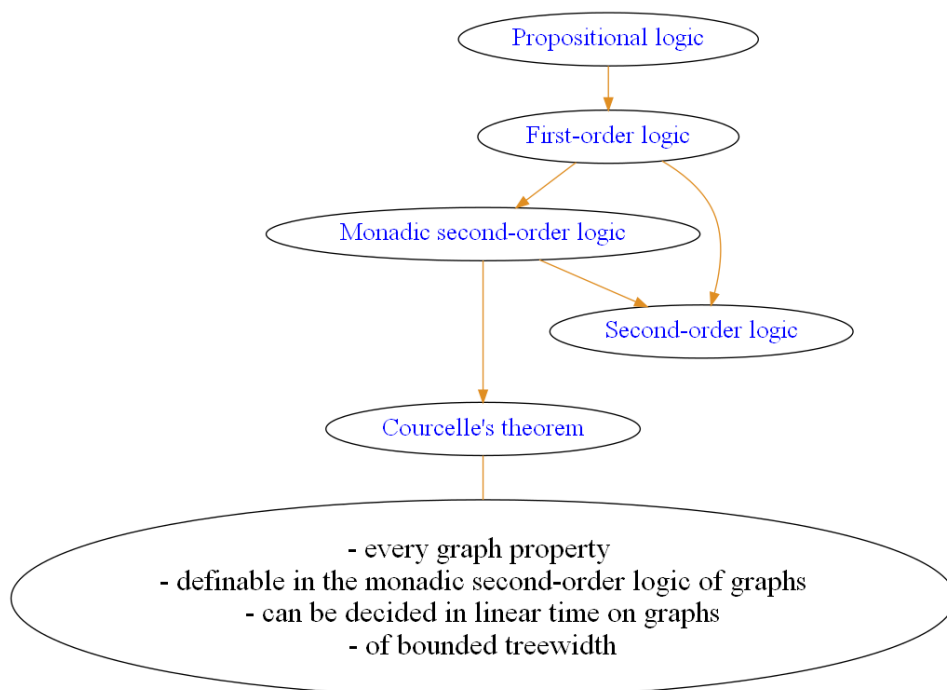 Propositional logic
First-order logic
Monadic second-order logic
Second-order logic
Courcelle's theorem
- every graph property
- definable in the monadic second-order logic of graphs
- can be decided in linear time on graphs
- of bounded treewidth